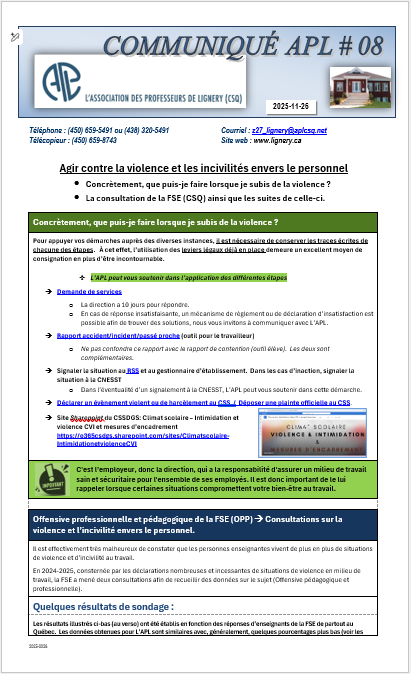 COMMUNIQUÉ APL # 08
APL
L'ASSOCIATION DES PROFESSEURS DE LIGNERY (CSQ)
2025-11-26
Téléphone : (450) 659-5491 ou (438) 320-5491
Courriel : z27_lignery@aplcsq.net
Télécopieur : (450) 659-8743
Site web : www.lignery.ca
Agir contre la violence et les incivilités envers le personnel
• Concrètement, que puis-je faire lorsque je subis de la violence ?
• La consultation de la FSE (CSQ) ainsi que les suites de celle-ci.
Concrètement, que puis-je faire lorsque je subis de la violence ?
Pour appuyer vos démarches auprès des diverses instances, il est nécessaire de conserver les traces écrites de
chacune des étapes. À cet effet, l'utilisation des leviers légaux déjà en place demeure un excellent moyen de
consignation en plus d'être incontournable.
❖ L'APL peut vous soutenir dans l'application des différentes étapes
➔ Demande de services
o La direction a 10 jours pour répondre.
o En cas de réponse insatisfaisante, un mécanisme de règlement ou de déclaration d'insatisfaction est
possible afin de trouver des solutions, nous vous invitons à communiquer avec L'APL.
➔ Rapport accident/incident/passé proche (outil pour le travailleur)
o Ne pas confondre ce rapport avec le rapport de contention (outil élève). Les deux sont
complémentaires.
➔ Signaler la situation au RSS et au gestionnaire d'établissement. Dans les cas d'inaction, signaler la
situation à la CNESST
o Dans l'éventualité d'un signalement à la CNESST, L'APL peut vous soutenir dans cette démarche.
➔ Déclarer un évènement violent ou de harcèlement au CSS. ( Déposer une plainte officielle au CSS
➔ Site Sharepoint du CSSDGS: Climat scolaire – Intimidation et
violence CVI et mesures d'encadrement
https://o365cssdgs.sharepoint.com/sites/Climatscolaire-
IntimidationetviolenceCVI
CLIMAT SCOLAIRE
VIOLENCE & INTIMIDATION
&
MESURES D'ENCADREMENT
IMPORTANT
C'est l'employeur, donc la direction, qui a la responsabilité d'assurer un milieu de travail
sain et sécuritaire pour l'ensemble de ses employés. Il est donc important de le lui
rappeler lorsque certaines situations compromettent votre bien-être au travail.
Offensive professionnelle et pédagogique de la FSE (OPP) ➔ Consultations sur la
violence et l'incivilité envers le personnel.
Il est effectivement très malheureux de constater que les personnes enseignantes vivent de plus en plus de situations
de violence et d'incivilité au travail.
En 2024-2025, consternée par les déclarations nombreuses et incessantes de situations de violence en milieu de
travail, la FSE a mené deux consultations afin de recueillir des données sur le sujet (Offensive pédagogique et
professionnelle).
Quelques résultats de sondage :
Les résultats illustrés ci-bas (au verso) ont été établis en fonction des réponses d'enseignants de la FSE de partout au
Québec. Les données obtenues pour L'APL sont similaires avec, généralement, quelques pourcentages plus bas (voir les
2025-2026